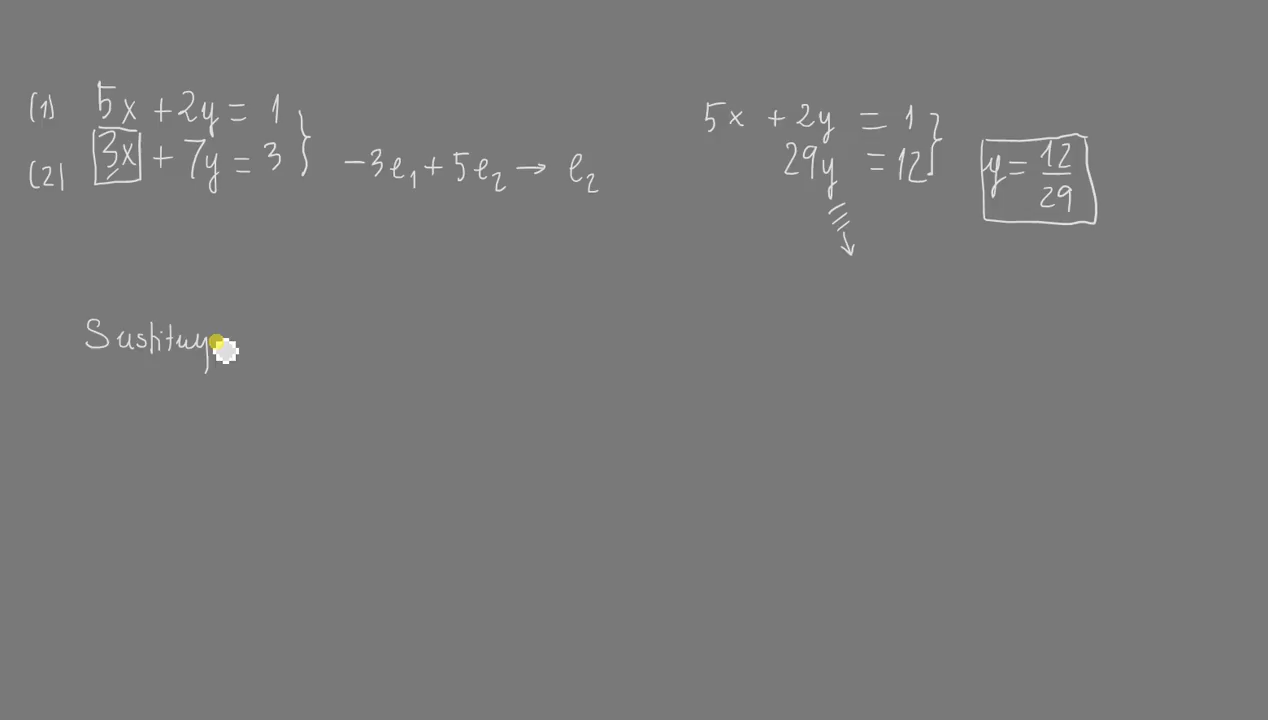 (1) 5x + 2y = 1
(2) 3x + 7y = 3 } -3e₁ + 5e₂ → e₂
5x + 2y = 1
29y = 12 } y = 12/29
Sustituy